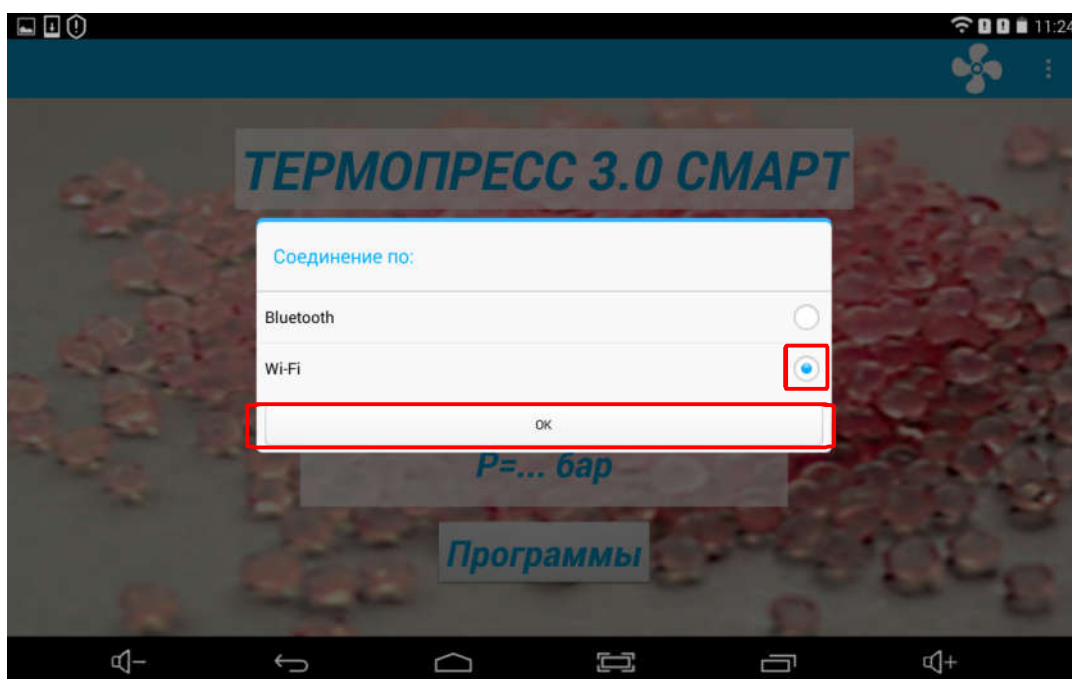 11:24
ТЕРМОПРЕСС 3.0 СМАРТ
Соединение по:
Bluetooth
Wi-Fi
OK
P=... бар
Программы